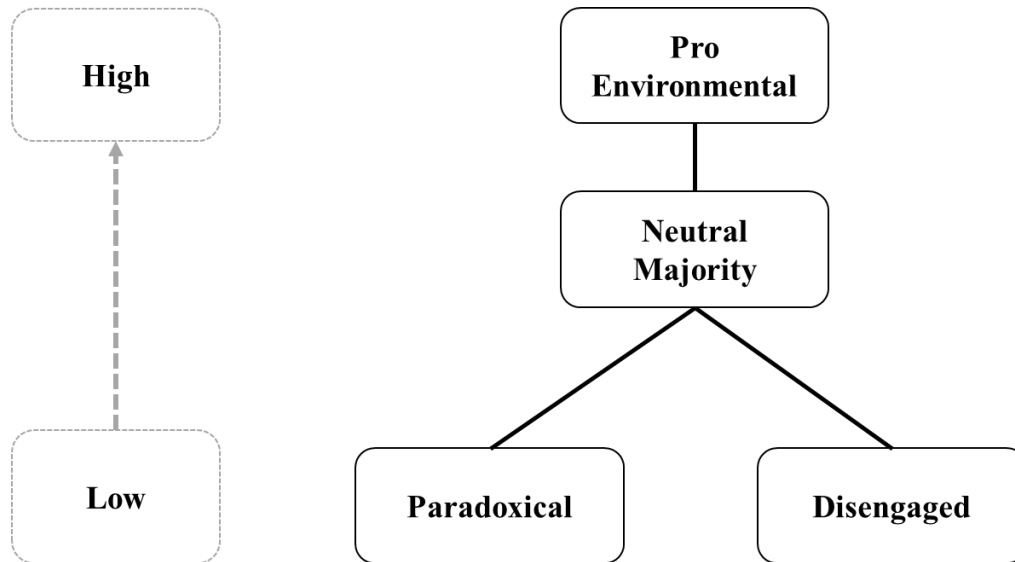 High
Pro
Environmental
Neutral
Majority
Low
Paradoxical
Disengaged